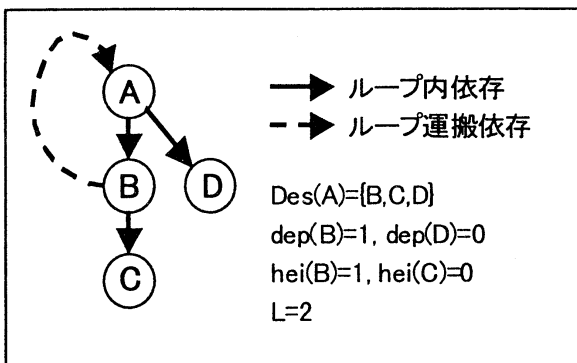 A
B
D
C
ループ内依存
ループ運搬依存
Des(A)={B,C,D}
dep(B)=1, dep(D)=0
hei(B)=1, hei(C)=0
L=2